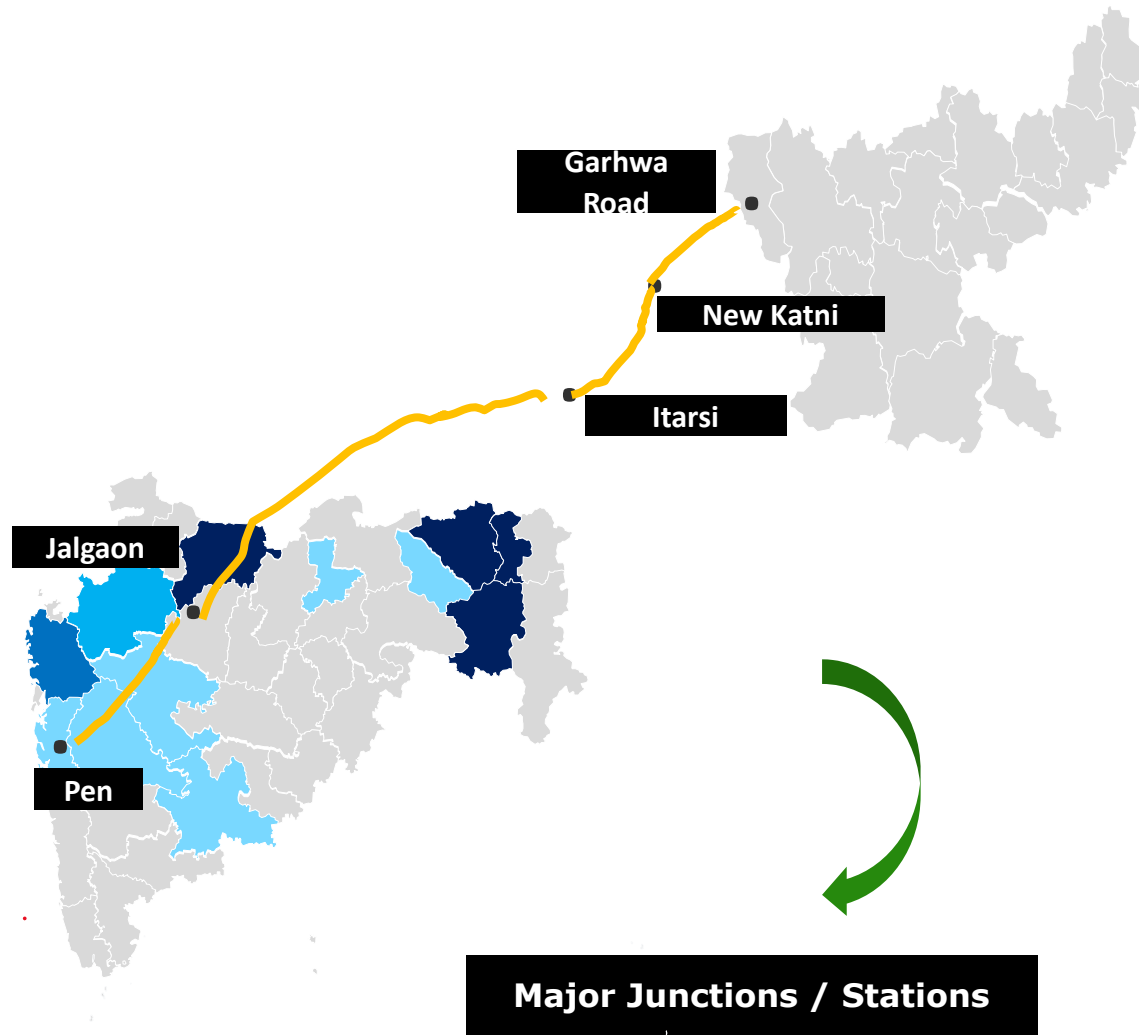 Garhwa
Road
New Katni
Itarsi
Jalgaon
Pen
Major Junctions / Stations